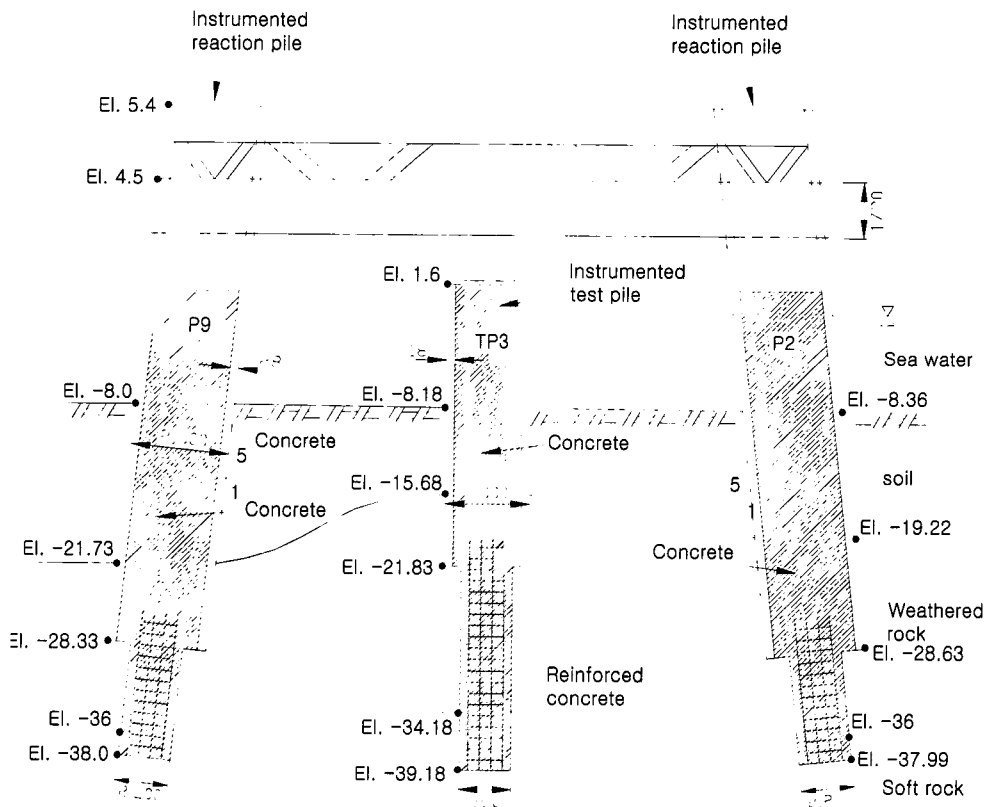 Instrumented
reaction pile
Instrumented
reaction pile
El. 5.4
El. 4.5
El. 1.6
Instrumented
test pile
P9
TP3
P2
Sea water
El. -8.0
El. -8.18
El. -8.36
Concrete
5
Concrete
El. -15.68
5
soil
1
Concrete
1
El. -19.22
El. -21.73
El. -21.83
Concrete
Weathered
rock
El. -28.33
El. -28.63
Reinforced
concrete
El. -36
El. -34.18
El. -36
El. -38.0
El. -39.18
El. -37.99
Soft rock